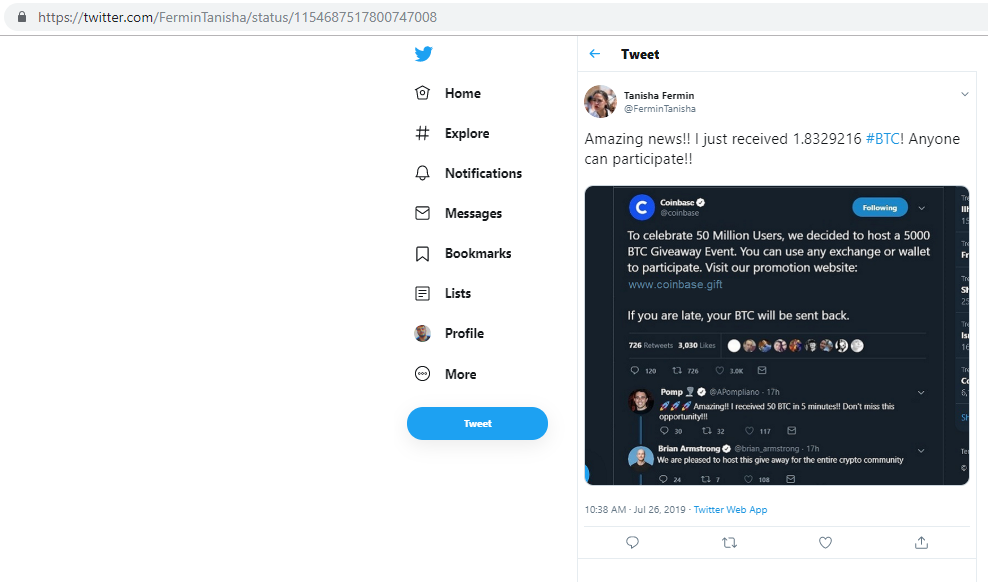 https://twitter.com/FerminTanisha/status/1154687517800747008
Home
Explore
Notifications
Messages
Bookmarks
Lists
Profile
More
Tweet
Tweet
Tanisha Fermin
@FerminTanisha
Amazing news!! I just received 1.8329216 #BTC! Anyone
can participate!!
Coinbase
@coinbase
Following
To celebrate 50 Million Users, we decided to host a 5000
BTC Giveaway Event. You can use any exchange or wallet
to participate. Visit our promotion website:
www.coinbase.gift
If you are late, your BTC will be sent back.
726 Retweets 3,030 Likes
120 726 3.0K
Pomp 🌪 @APompliano · 17h
🚀🚀🚀 Amazing!! I received 50 BTC in 5 minutes!! Don't miss this
opportunity!!!
30 32 117
Brian Armstrong @brian_armstrong · 17h
We are pleased to host this give away for the entire crypto community
24 7 108
10:38 AM · Jul 26, 2019 · Twitter Web App